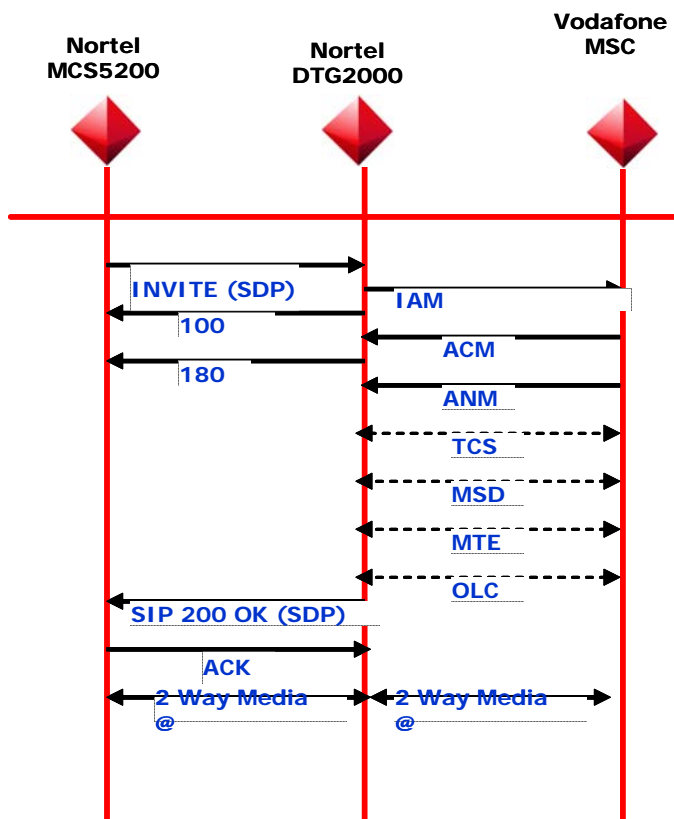 Nortel
MCS5200
Nortel
DTG2000
Vodafone
MSC
INVITE (SDP)
IAM
100
ACM
180
ANM
TCS
MSD
MTE
OLC
SIP 200 OK (SDP)
ACK
2 Way Media
@
2 Way Media
@